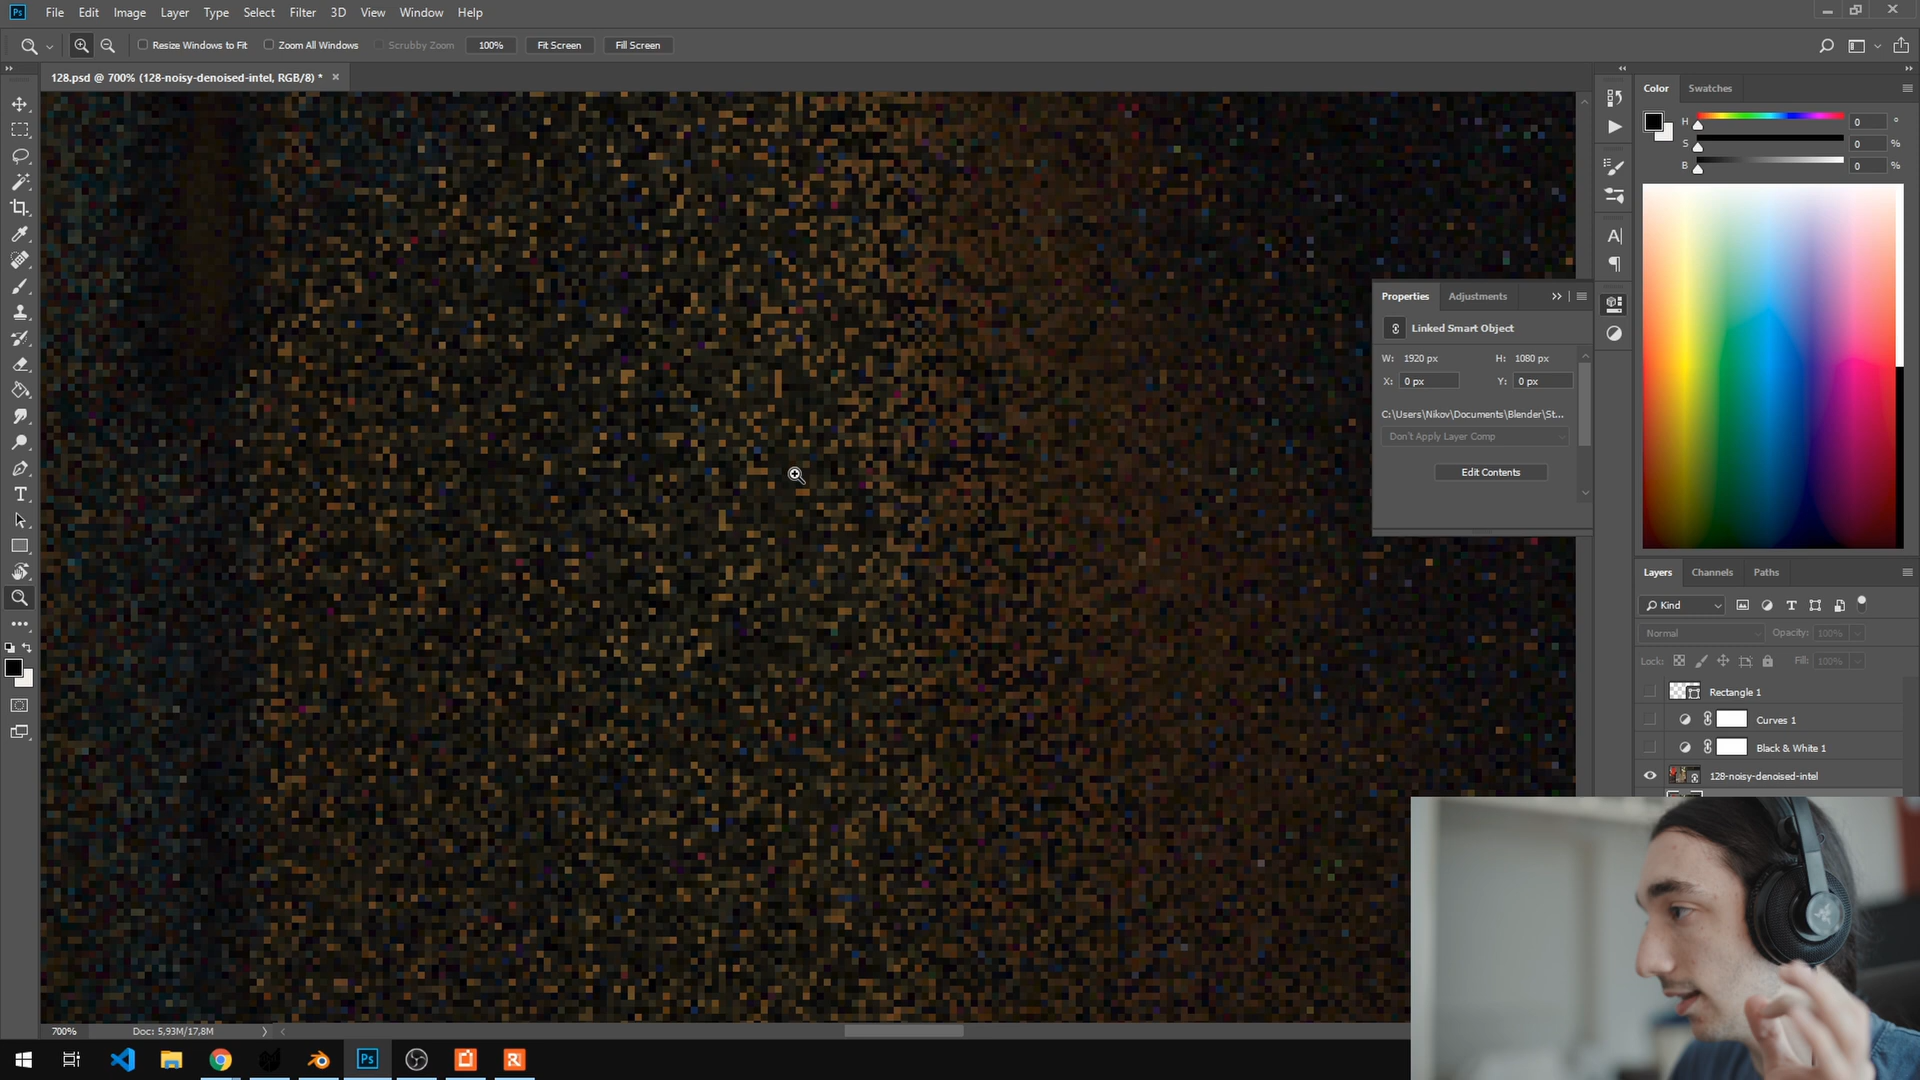 Ps File Edit Image Layer Type Select Filter 3D View Window Help
Resize Windows to Fit Zoom All Windows Scrubby Zoom 100% Fit Screen Fill Screen
128.psd @ 700% (128-noisy-denoised-intel, RGB/8) *
Color Swatches
H 0 °
S 0 %
B 0 %
Properties Adjustments
Linked Smart Object
W: 1920 px H: 1080 px
X: 0 px Y: 0 px
C:\Users\Nikov\Documents\Blender\St...
Don't Apply Layer Comp
Edit Contents
Layers Channels Paths
Kind
Normal Opacity: 100%
Lock: Fill: 100%
Rectangle 1
Curves 1
Black & White 1
128-noisy-denoised-intel
700% Doc: 5,93M/17,8M
Ps